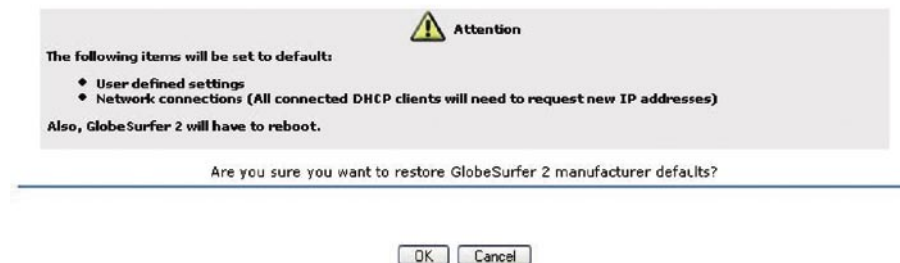 Attention
The following items will be set to default:
User defined settings
Network connections (All connected DHCP clients will need to request new IP addresses)
Also, GlobeSurfer 2 will have to reboot.
Are you sure you want to restore GlobeSurfer 2 manufacturer defaults?
OK Cancel